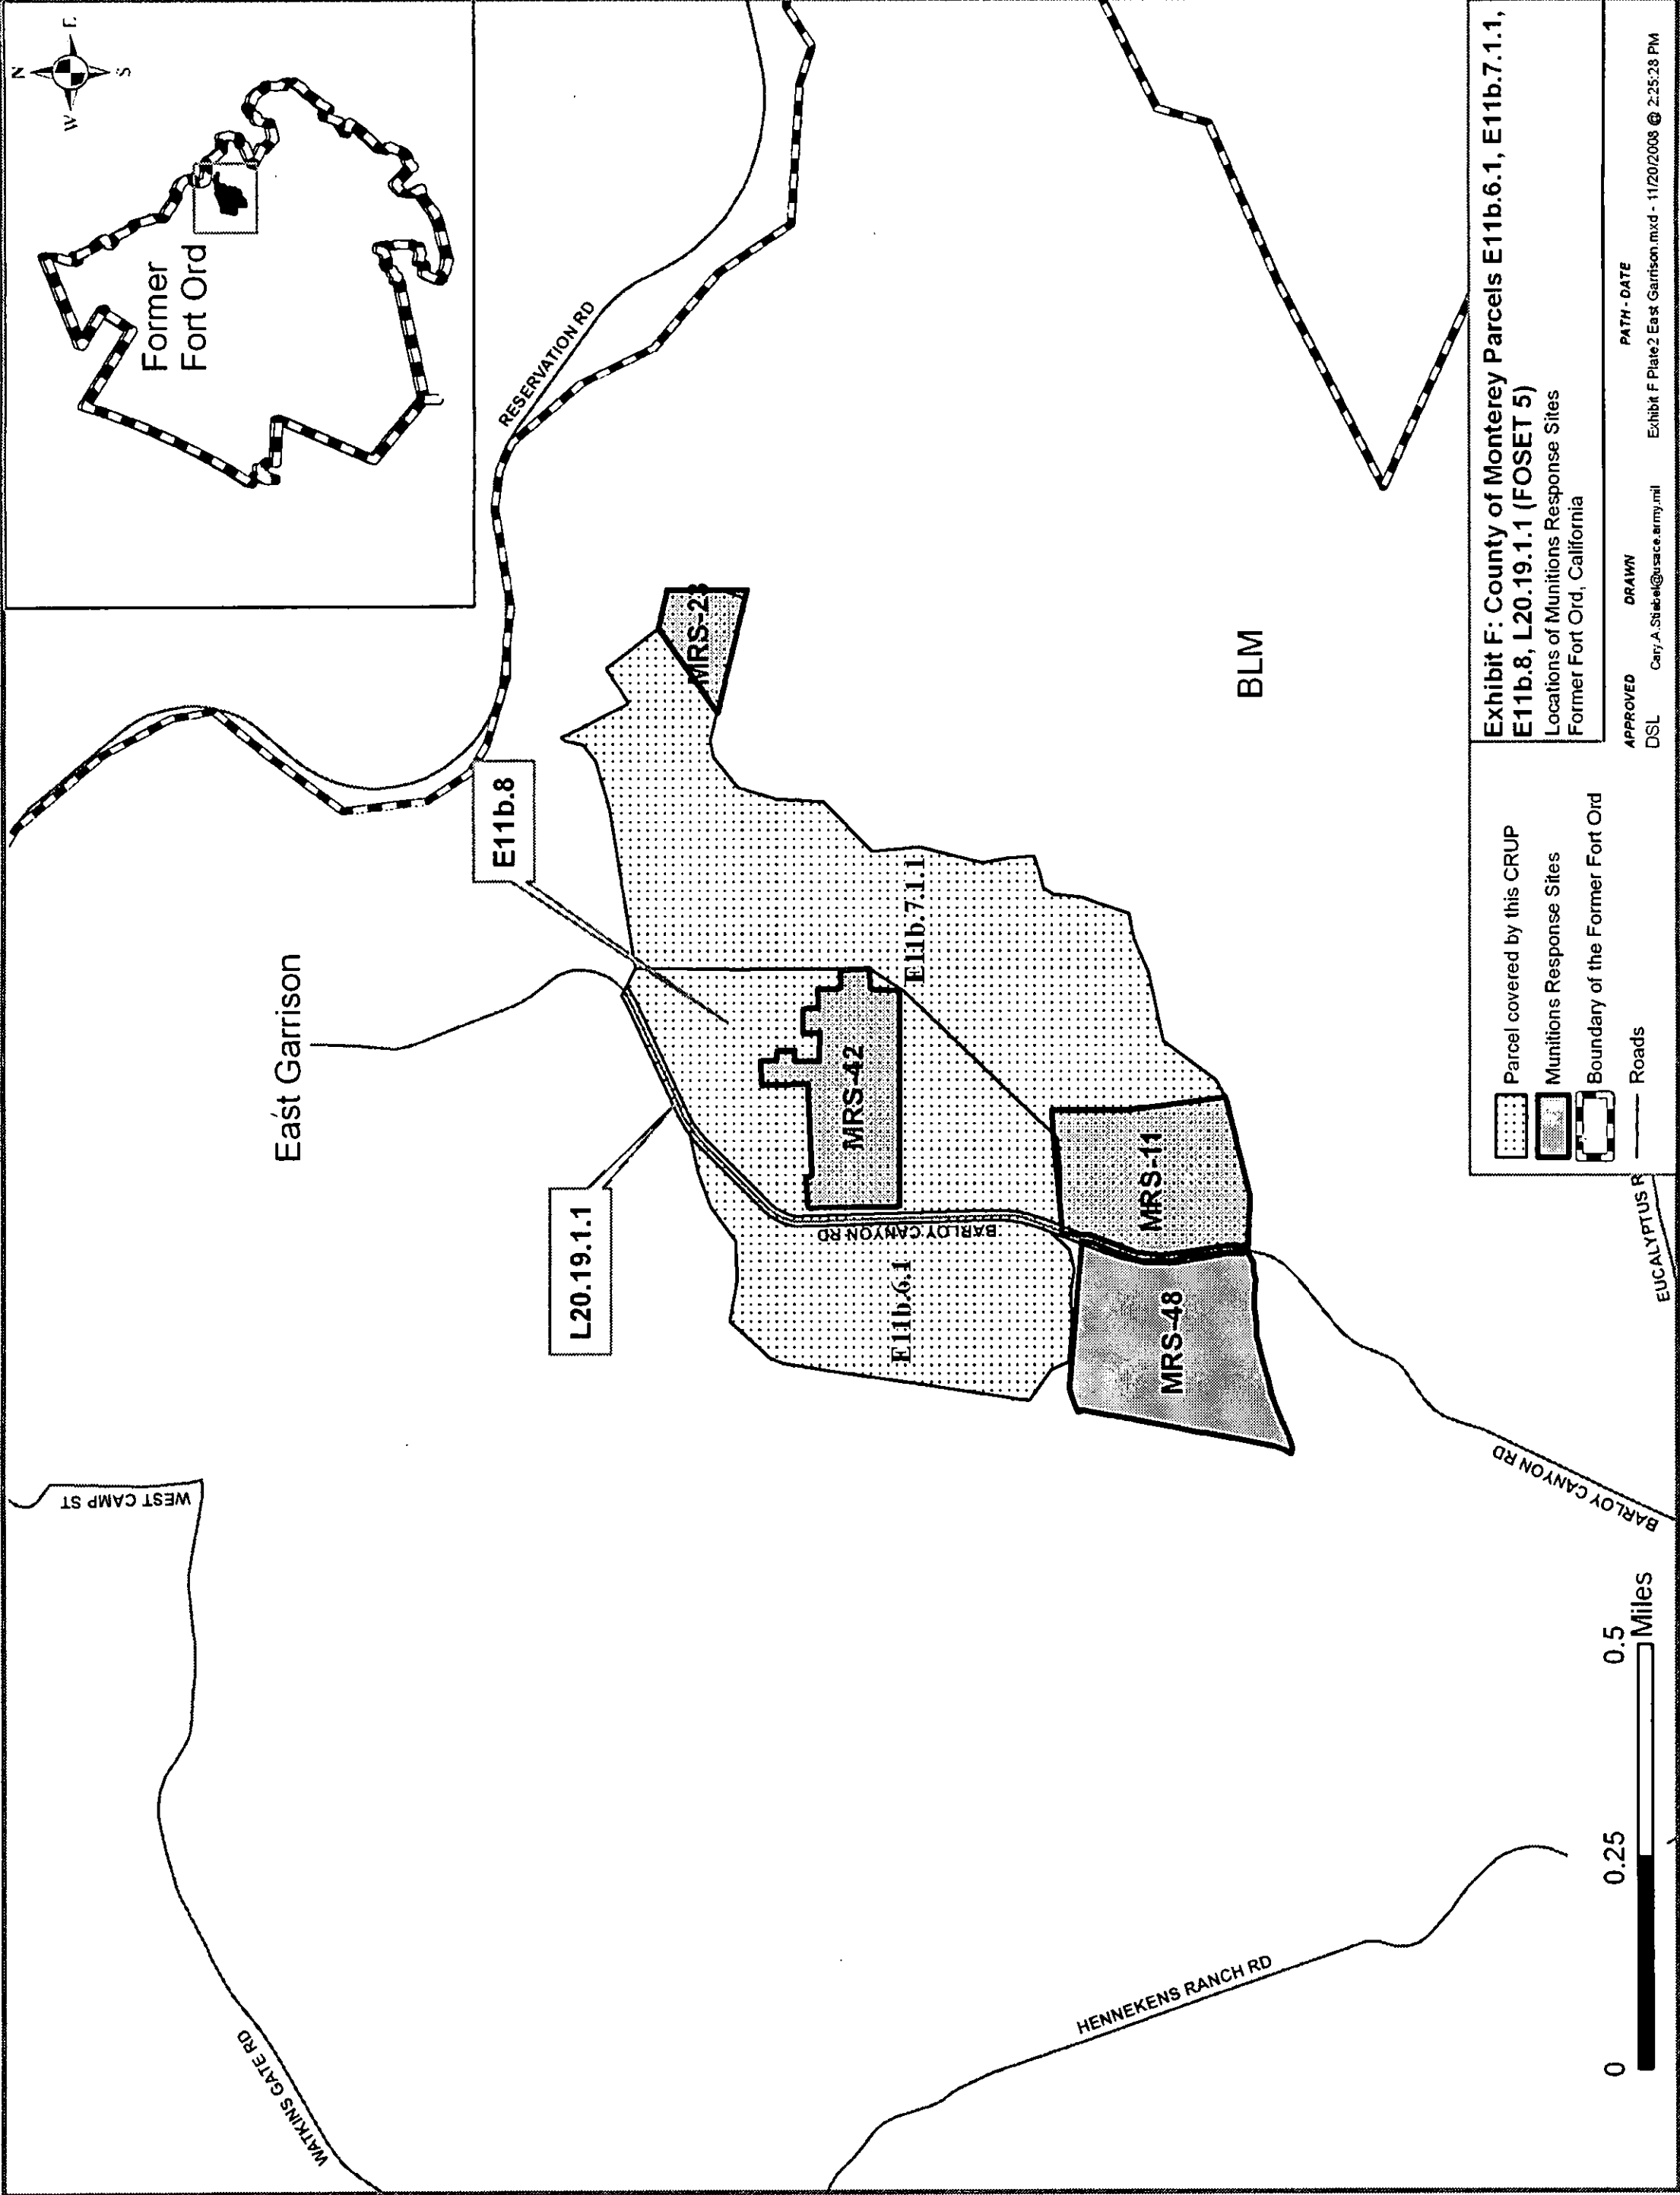 N
W
E
S
Former
Fort Ord
RESERVATION RD
East Garrison
E11b.8
L20.19.1.1
WEST CAMP ST
WATKINS GATE RD
BARLOY CANYON RD
E11b.6.1
E11b.7.1.1
MRS-42
MRS-11
MRS-48
BLM
HENNEKENS RANCH RD
BARLOY CANYON RD
EUCALYPTUS R
0 0.25 0.5
Miles
Parcel covered by this CRUP
Munitions Response Sites
Boundary of the Former Fort Ord
Roads
Exhibit F: County of Monterey Parcels E11b.6.1, E11b.7.1.1,
E11b.8, L20.19.1.1 (FOSET 5)
Locations of Munitions Response Sites
Former Fort Ord, California
APPROVED DRAWN PATH - DATE
DSL Cary.A.Stiebel@usace.army.mil Exhibit F Plate2 East Garrison.mxd - 11/20/2008 @ 2:25:28 PM